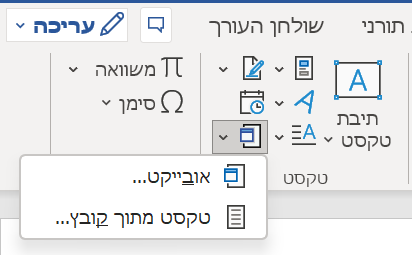 תורני
שולחן העורך
עריכה
תיבת
טקסט
משוואה
סימן
טקסט
אובייקט...
טקסט מתוך קובץ...